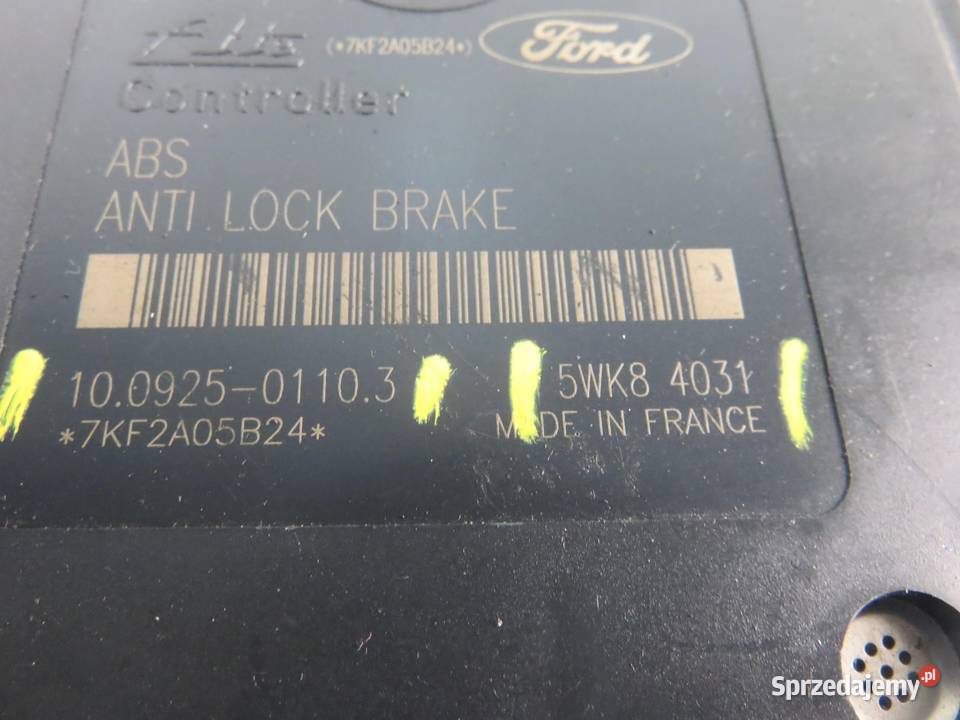 ATE (*7KF2A05B24*) Ford
Controller
ABS
ANTI LOCK BRAKE
10.0925-0110.3 5WK8 4031
*7KF2A05B24* MADE IN FRANCE
Sprzedajemy.pl